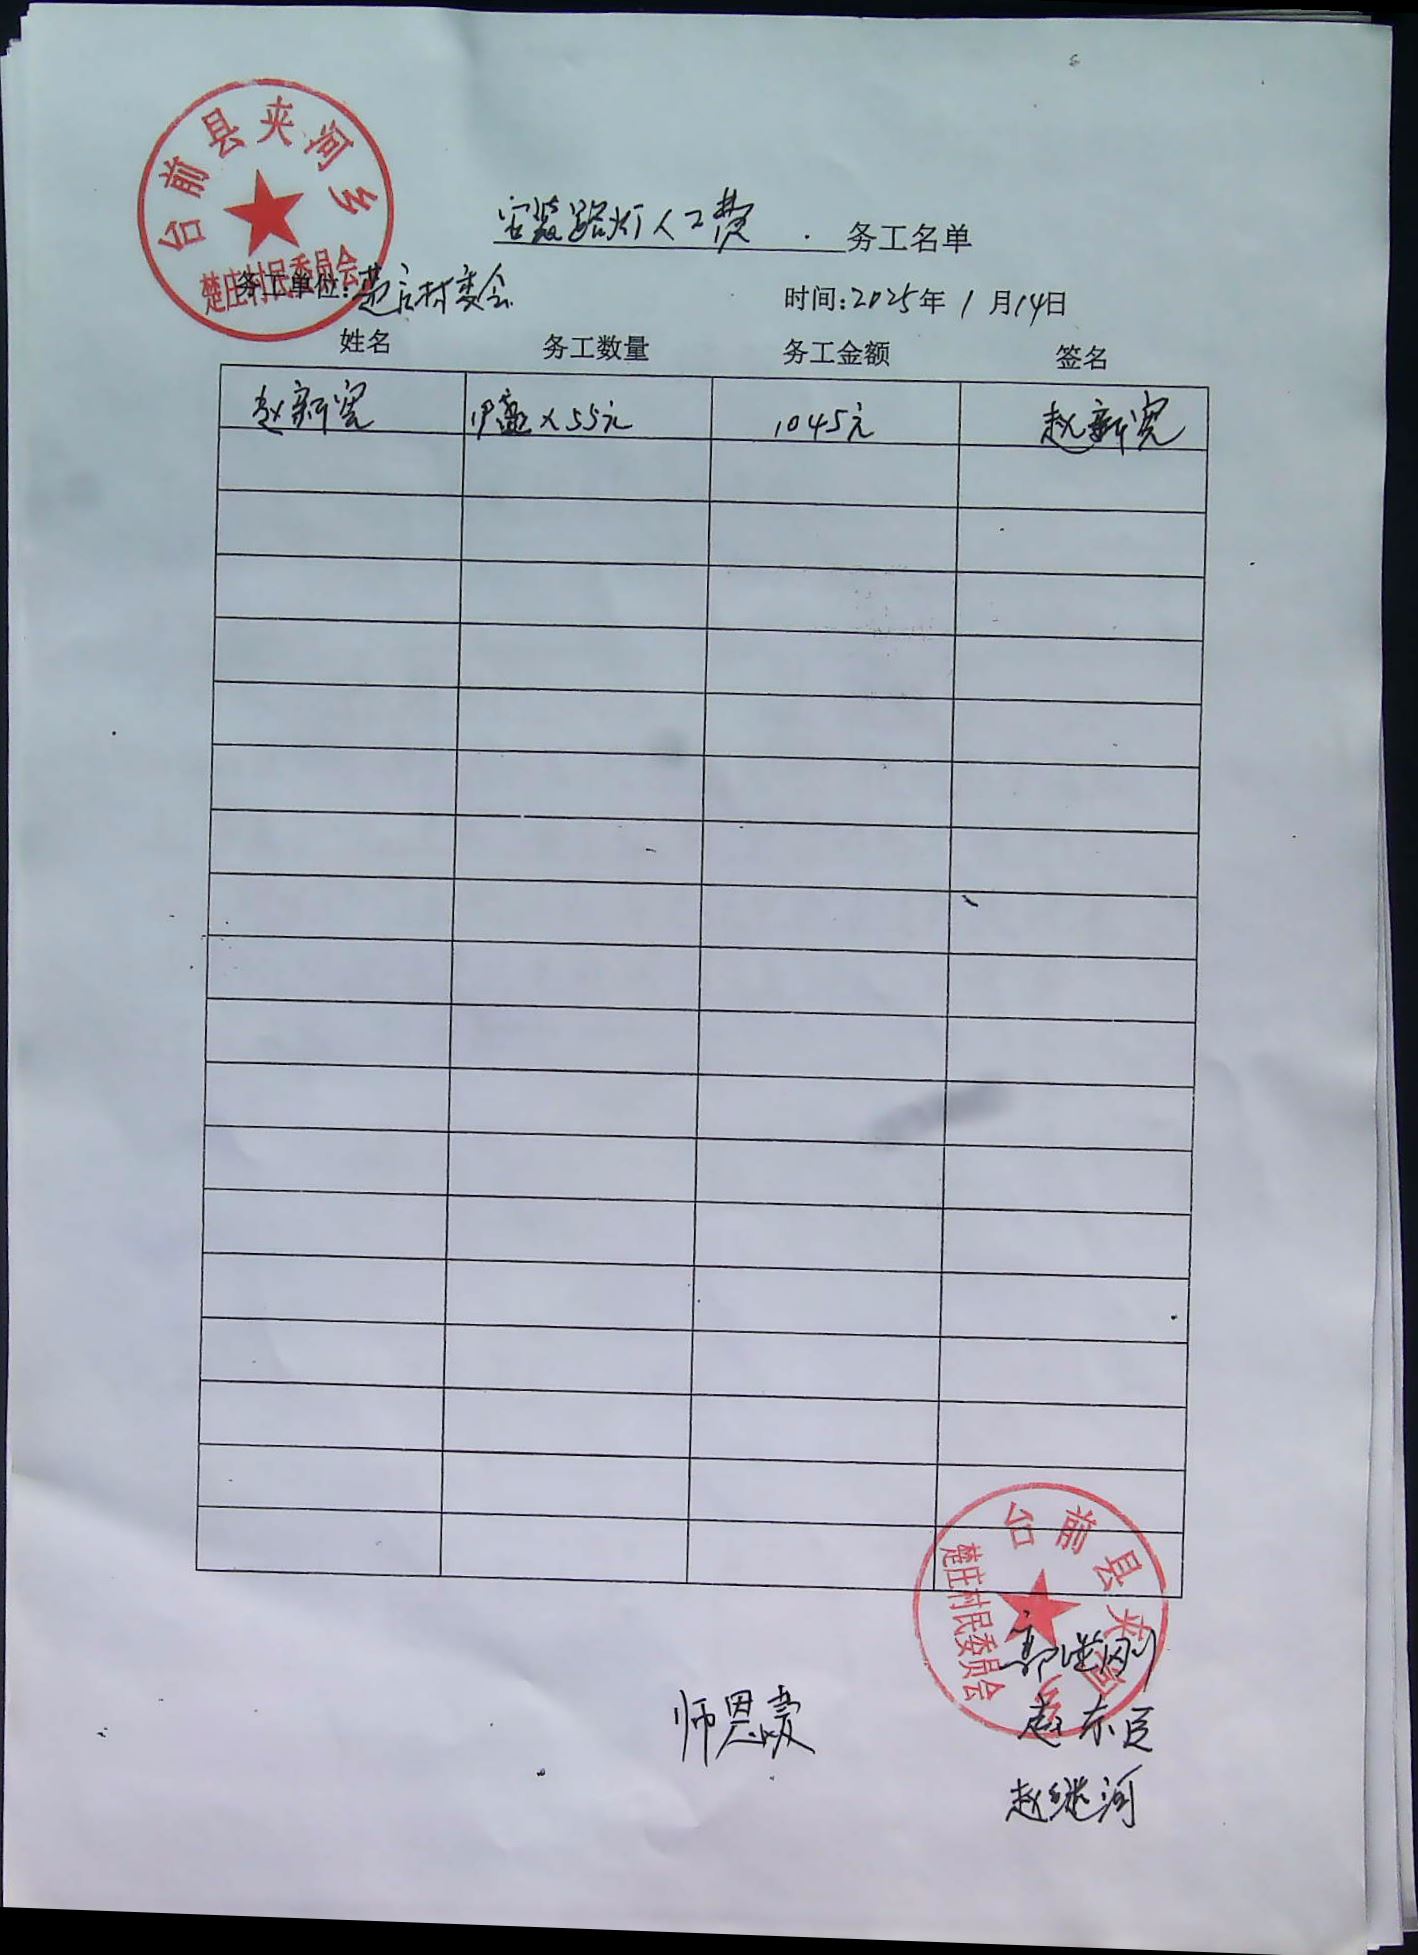 台前县夹河乡
楚庄村民委员会
安装路灯人工费 务工名单
务工单位:楚庄村委会 时间:2025年1月14日
姓名 务工数量 务工金额 签名
赵新宽 19盏×55元 1045元 赵新宽
台前县夹河乡
楚庄村民委员会
师恩蒙
赵东臣
赵继河